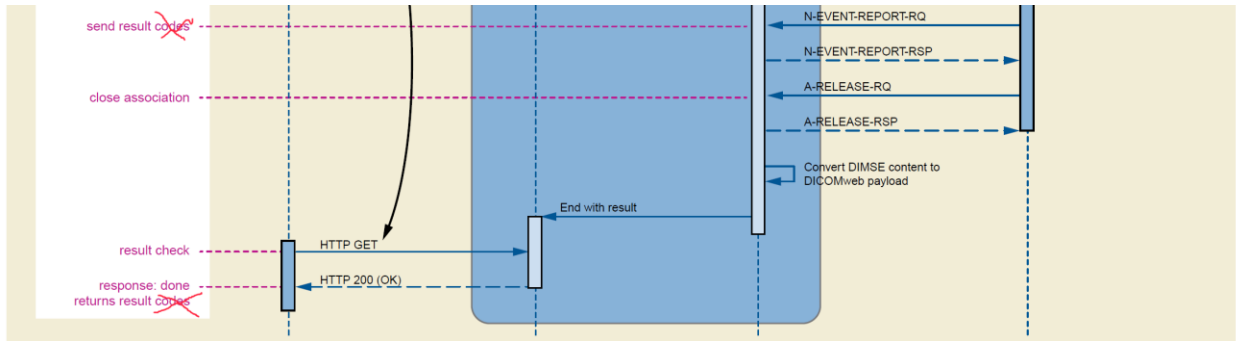 send result codes
N-EVENT-REPORT-RQ
N-EVENT-REPORT-RSP
close association
A-RELEASE-RQ
A-RELEASE-RSP
Convert DIMSE content to
DICOMweb payload
End with result
result check
HTTP GET
response: done
HTTP 200 (OK)
returns result codes